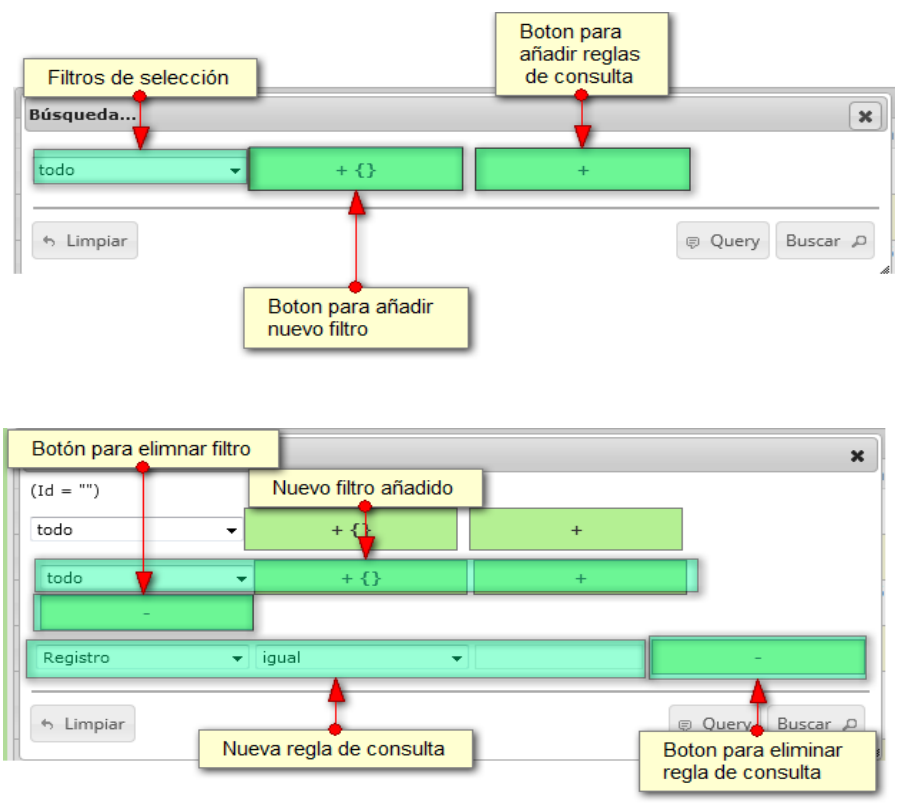 Boton para
añadir reglas
de consulta
Filtros de selección
Búsqueda...
todo
+ {}
+
Limpiar
Query
Buscar
Boton para añadir
nuevo filtro
Botón para elimnar filtro
(Id = "")
Nuevo filtro añadido
todo
+ {}
+
todo
+ {}
+
-
Registro
igual
-
Limpiar
Query
Buscar
Nueva regla de consulta
Boton para eliminar
regla de consulta